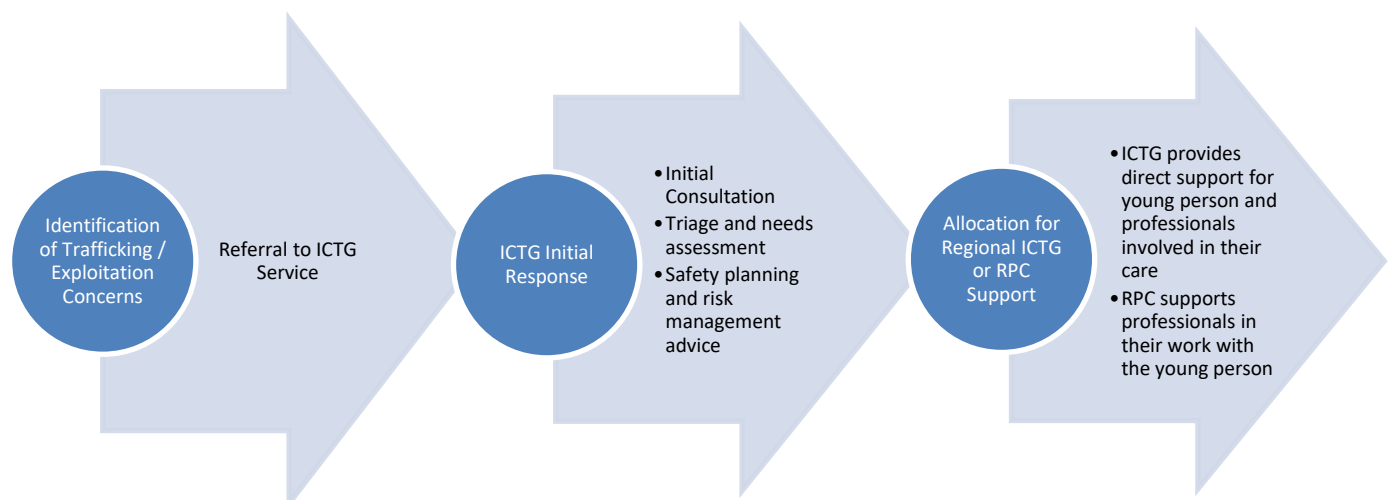 Identification
of Trafficking /
Exploitation
Concerns
Referral to ICTG
Service
ICTG Initial
Response
•Initial
Consultation
•Triage and needs
assessment
•Safety planning
and risk
management
advice
Allocation for
Regional ICTG
or RPC
Support
•ICTG provides
direct support for
young person and
professionals
involved in their
care
•RPC supports
professionals in
their work with
the young person